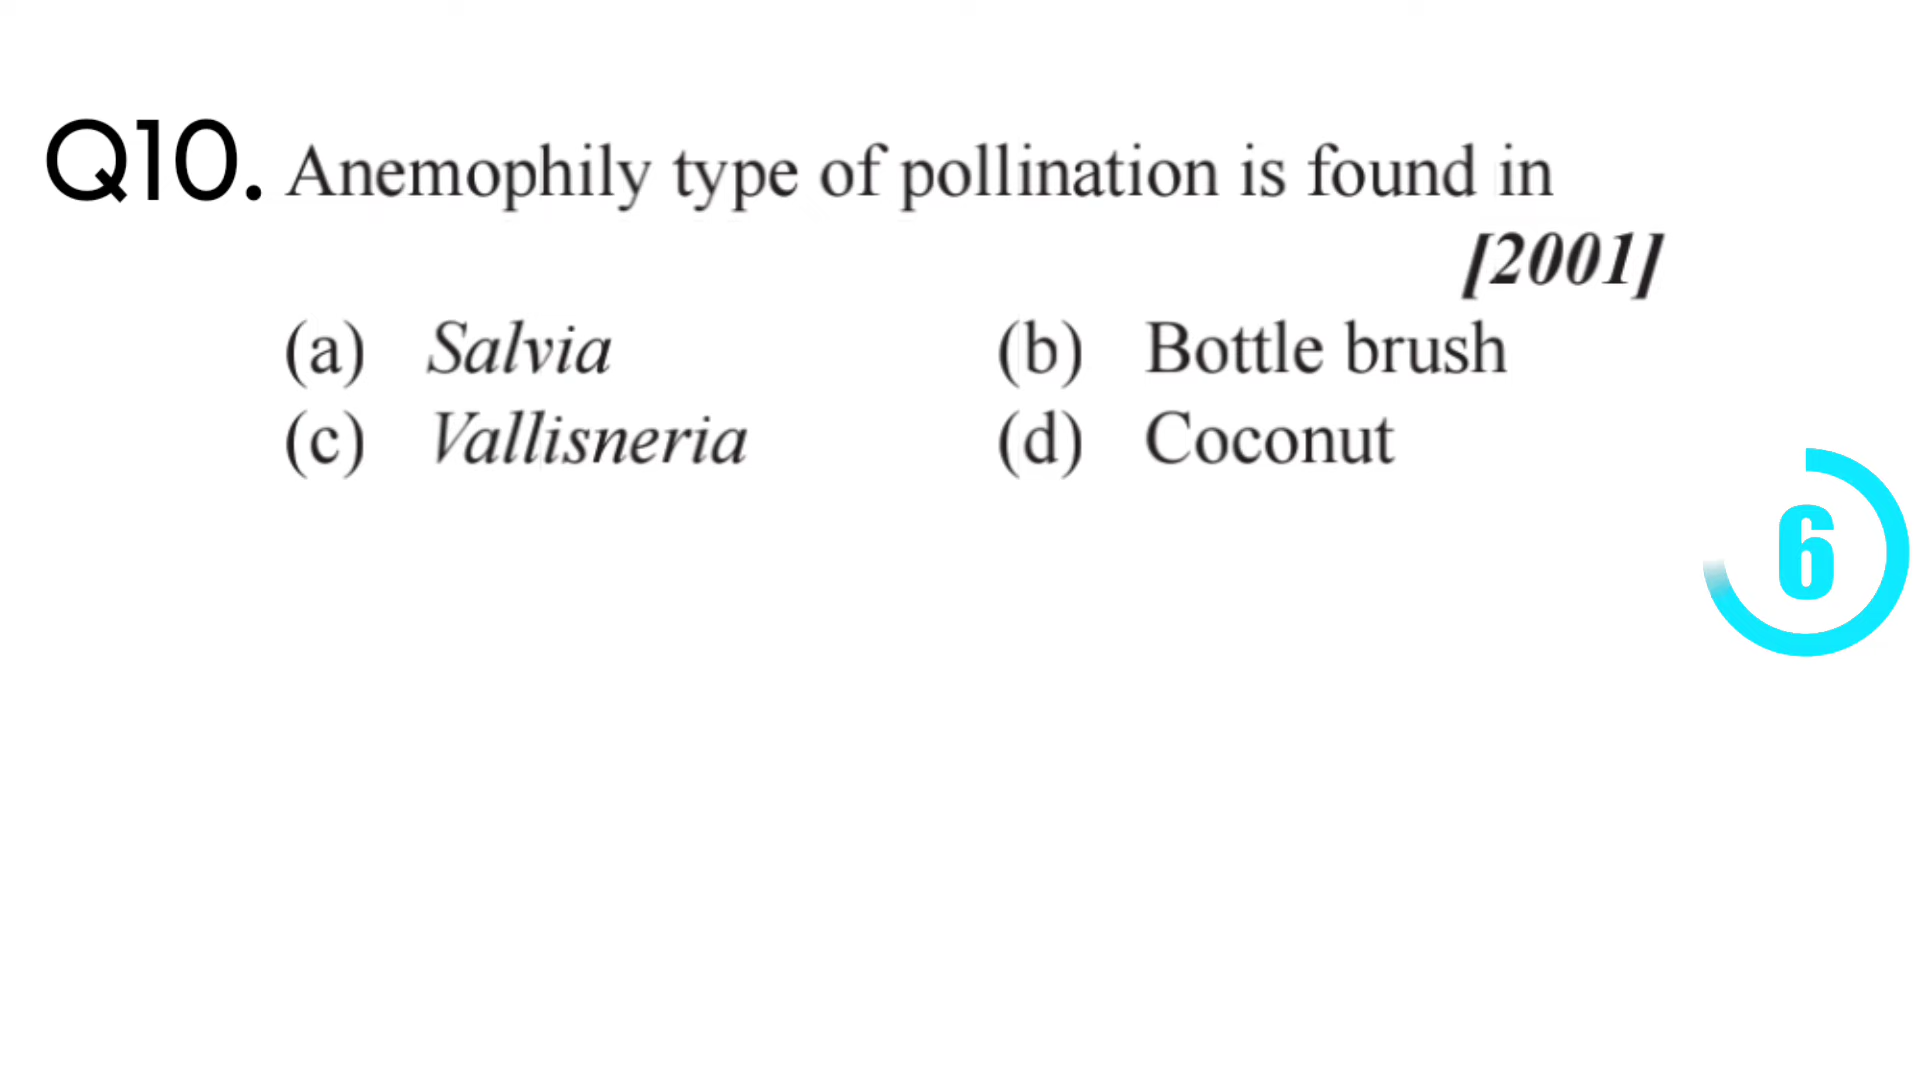 Q10. Anemophily type of pollination is found in
[2001]
(a) Salvia (b) Bottle brush
(c) Vallisneria (d) Coconut
6